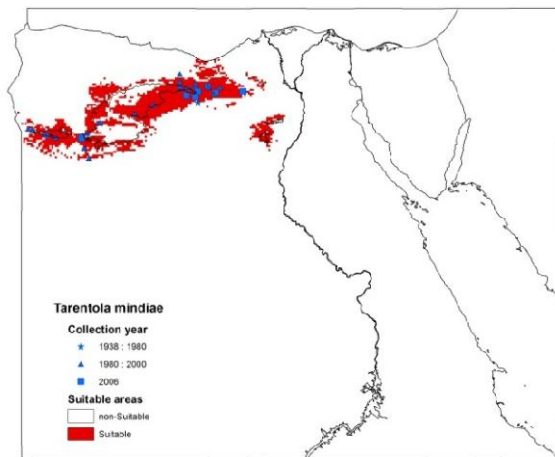 Tarentola mindiae
Collection year
1938 : 1980
1980 : 2000
2006
Suitable areas
non-Suitable
Suitable